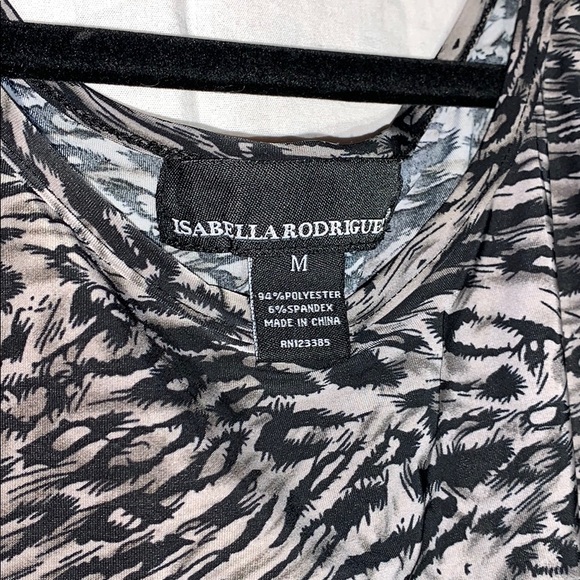 ISABELLA RODRIGUE
M
94%POLYESTER
6%SPANDEX
MADE IN CHINA
RN123385